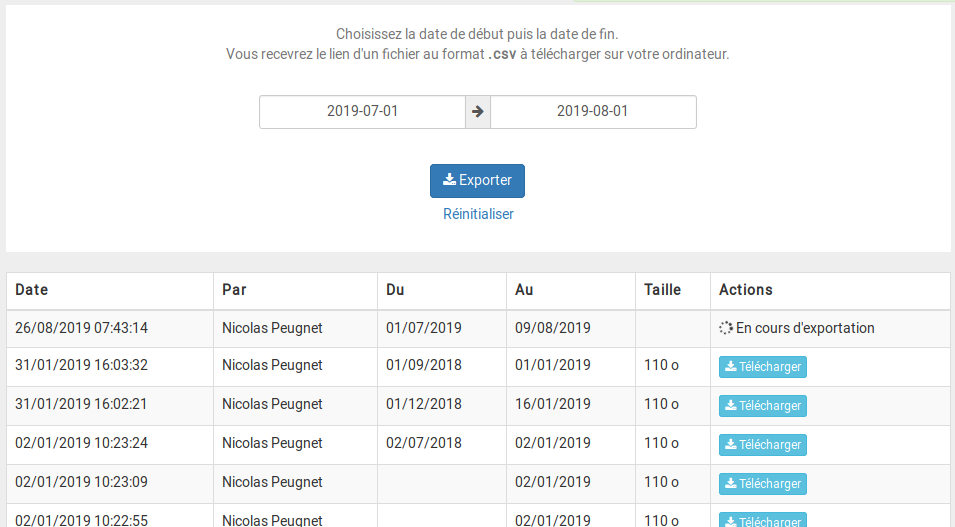 Choisissez la date de début puis la date de fin.
Vous recevrez le lien d'un fichier au format .csv à télécharger sur votre ordinateur.
2019-07-01 2019-08-01
Exporter
Réinitialiser
Date Par Du Au Taille Actions
26/08/2019 07:43:14 Nicolas Peugnet 01/07/2019 09/08/2019 En cours d'exportation
31/01/2019 16:03:32 Nicolas Peugnet 01/09/2018 01/01/2019 110 o Télécharger
31/01/2019 16:02:21 Nicolas Peugnet 01/12/2018 16/01/2019 110 o Télécharger
02/01/2019 10:23:24 Nicolas Peugnet 02/07/2018 02/01/2019 110 o Télécharger
02/01/2019 10:23:09 Nicolas Peugnet 02/01/2019 110 o Télécharger
02/01/2019 10:22:55 Nicolas Peugnet 02/01/2019 110 o Télécharger